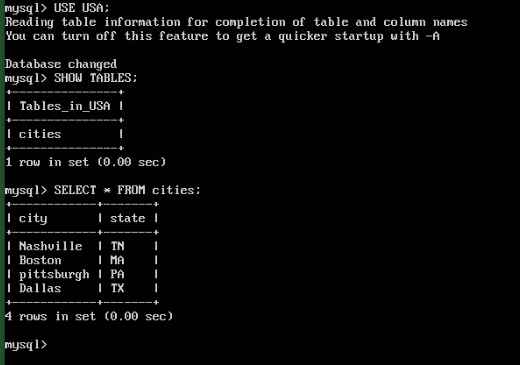 mysql> USE USA;
Reading table information for completion of table and column names
You can turn off this feature to get a quicker startup with -A
Database changed
mysql> SHOW TABLES;
+---------------+
| Tables_in_USA |
+---------------+
| cities        |
+---------------+
1 row in set (0.00 sec)
mysql> SELECT * FROM cities;
+------------+-------+
| city       | state |
+------------+-------+
| Nashville  | TN    |
| Boston     | MA    |
| pittsburgh | PA    |
| Dallas     | TX    |
+------------+-------+
4 rows in set (0.00 sec)
mysql>